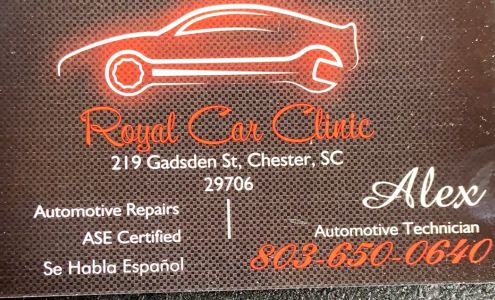 Royal Car Clinic
219 Gadsden St, Chester, SC
29706
Automotive Repairs
ASE Certified
Se Habla Español
Alex
Automotive Technician
803-650-0640